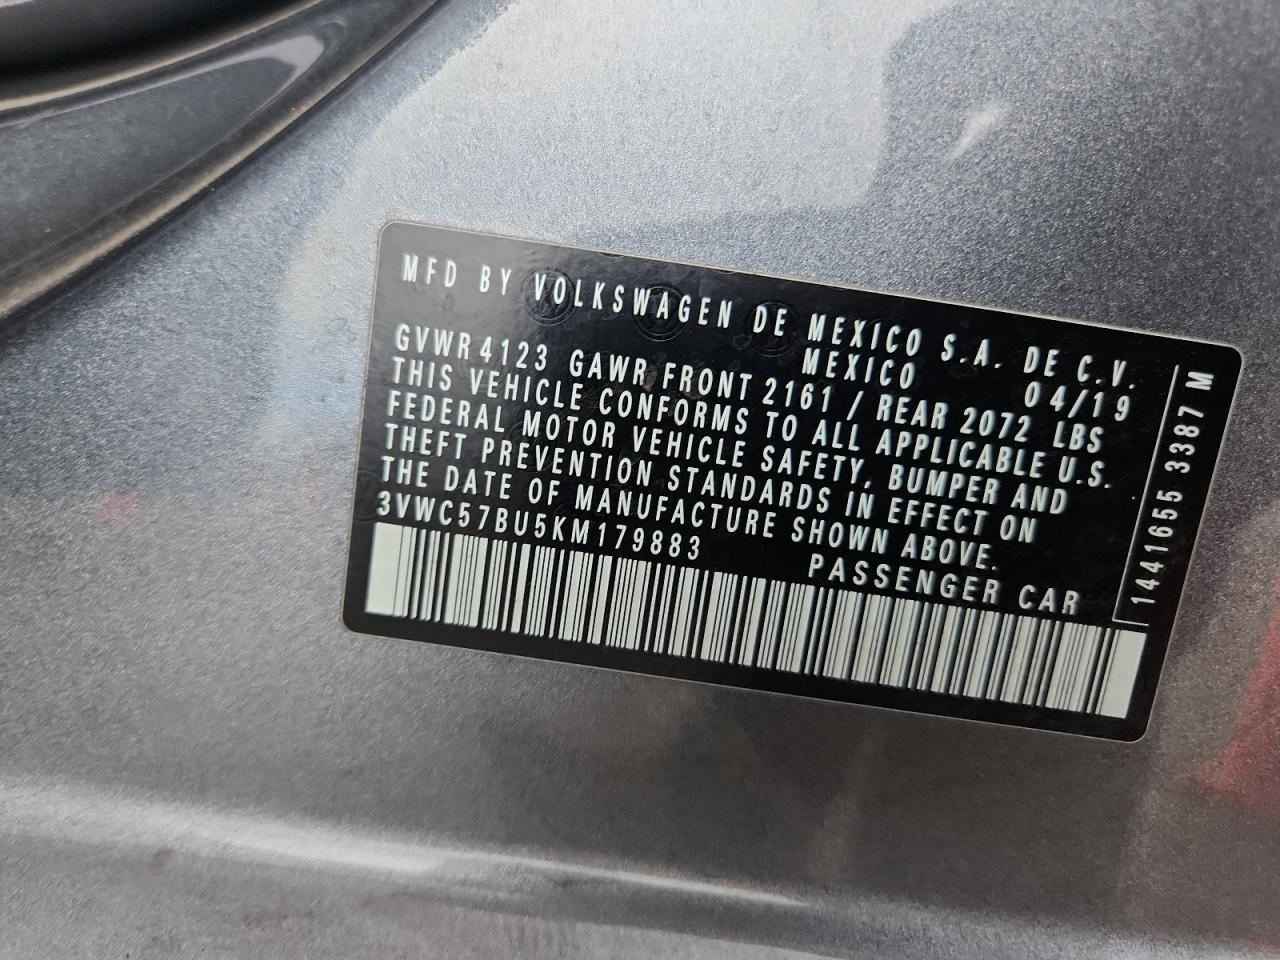 MFD BY VOLKSWAGEN DE MEXICO S.A. DE C.V.
MEXICO 04/19
GVWR 4123 GAWR FRONT 2161 / REAR 2072 LBS
THIS VEHICLE CONFORMS TO ALL APPLICABLE U.S.
FEDERAL MOTOR VEHICLE SAFETY, BUMPER AND
THEFT PREVENTION STANDARDS IN EFFECT ON
THE DATE OF MANUFACTURE SHOWN ABOVE.
3VWC57BU5KM179883 PASSENGER CAR
1441655 3387 M